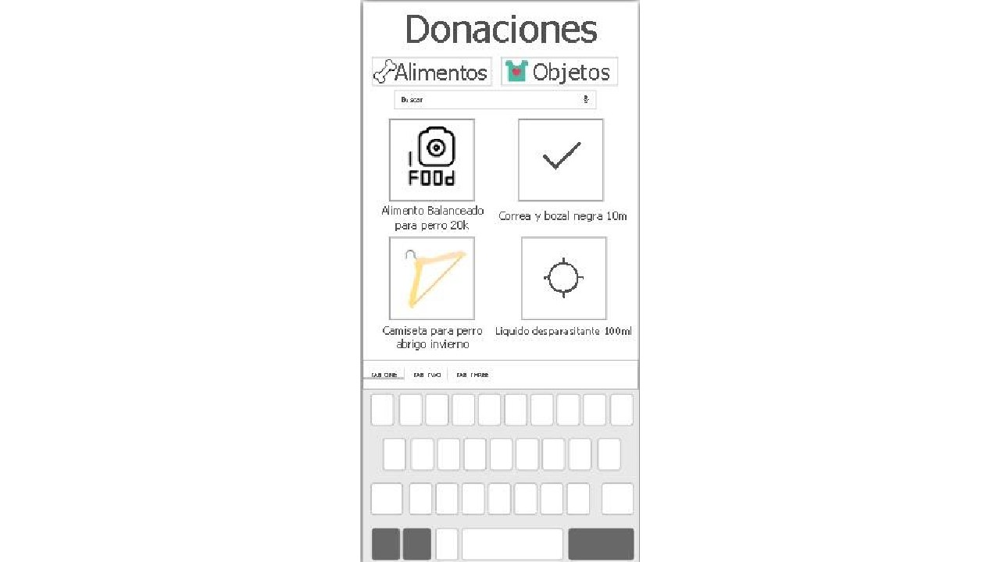 Donaciones
Alimentos
Objetos
Buscar
FOOd
Alimento Balanceado
para perro 20k
Correa y bozal negra 10m
Camiseta para perro
abrigo invierno
Liquido desparasitante 100ml
TAB ONE
TAB TWO
TAB THREE